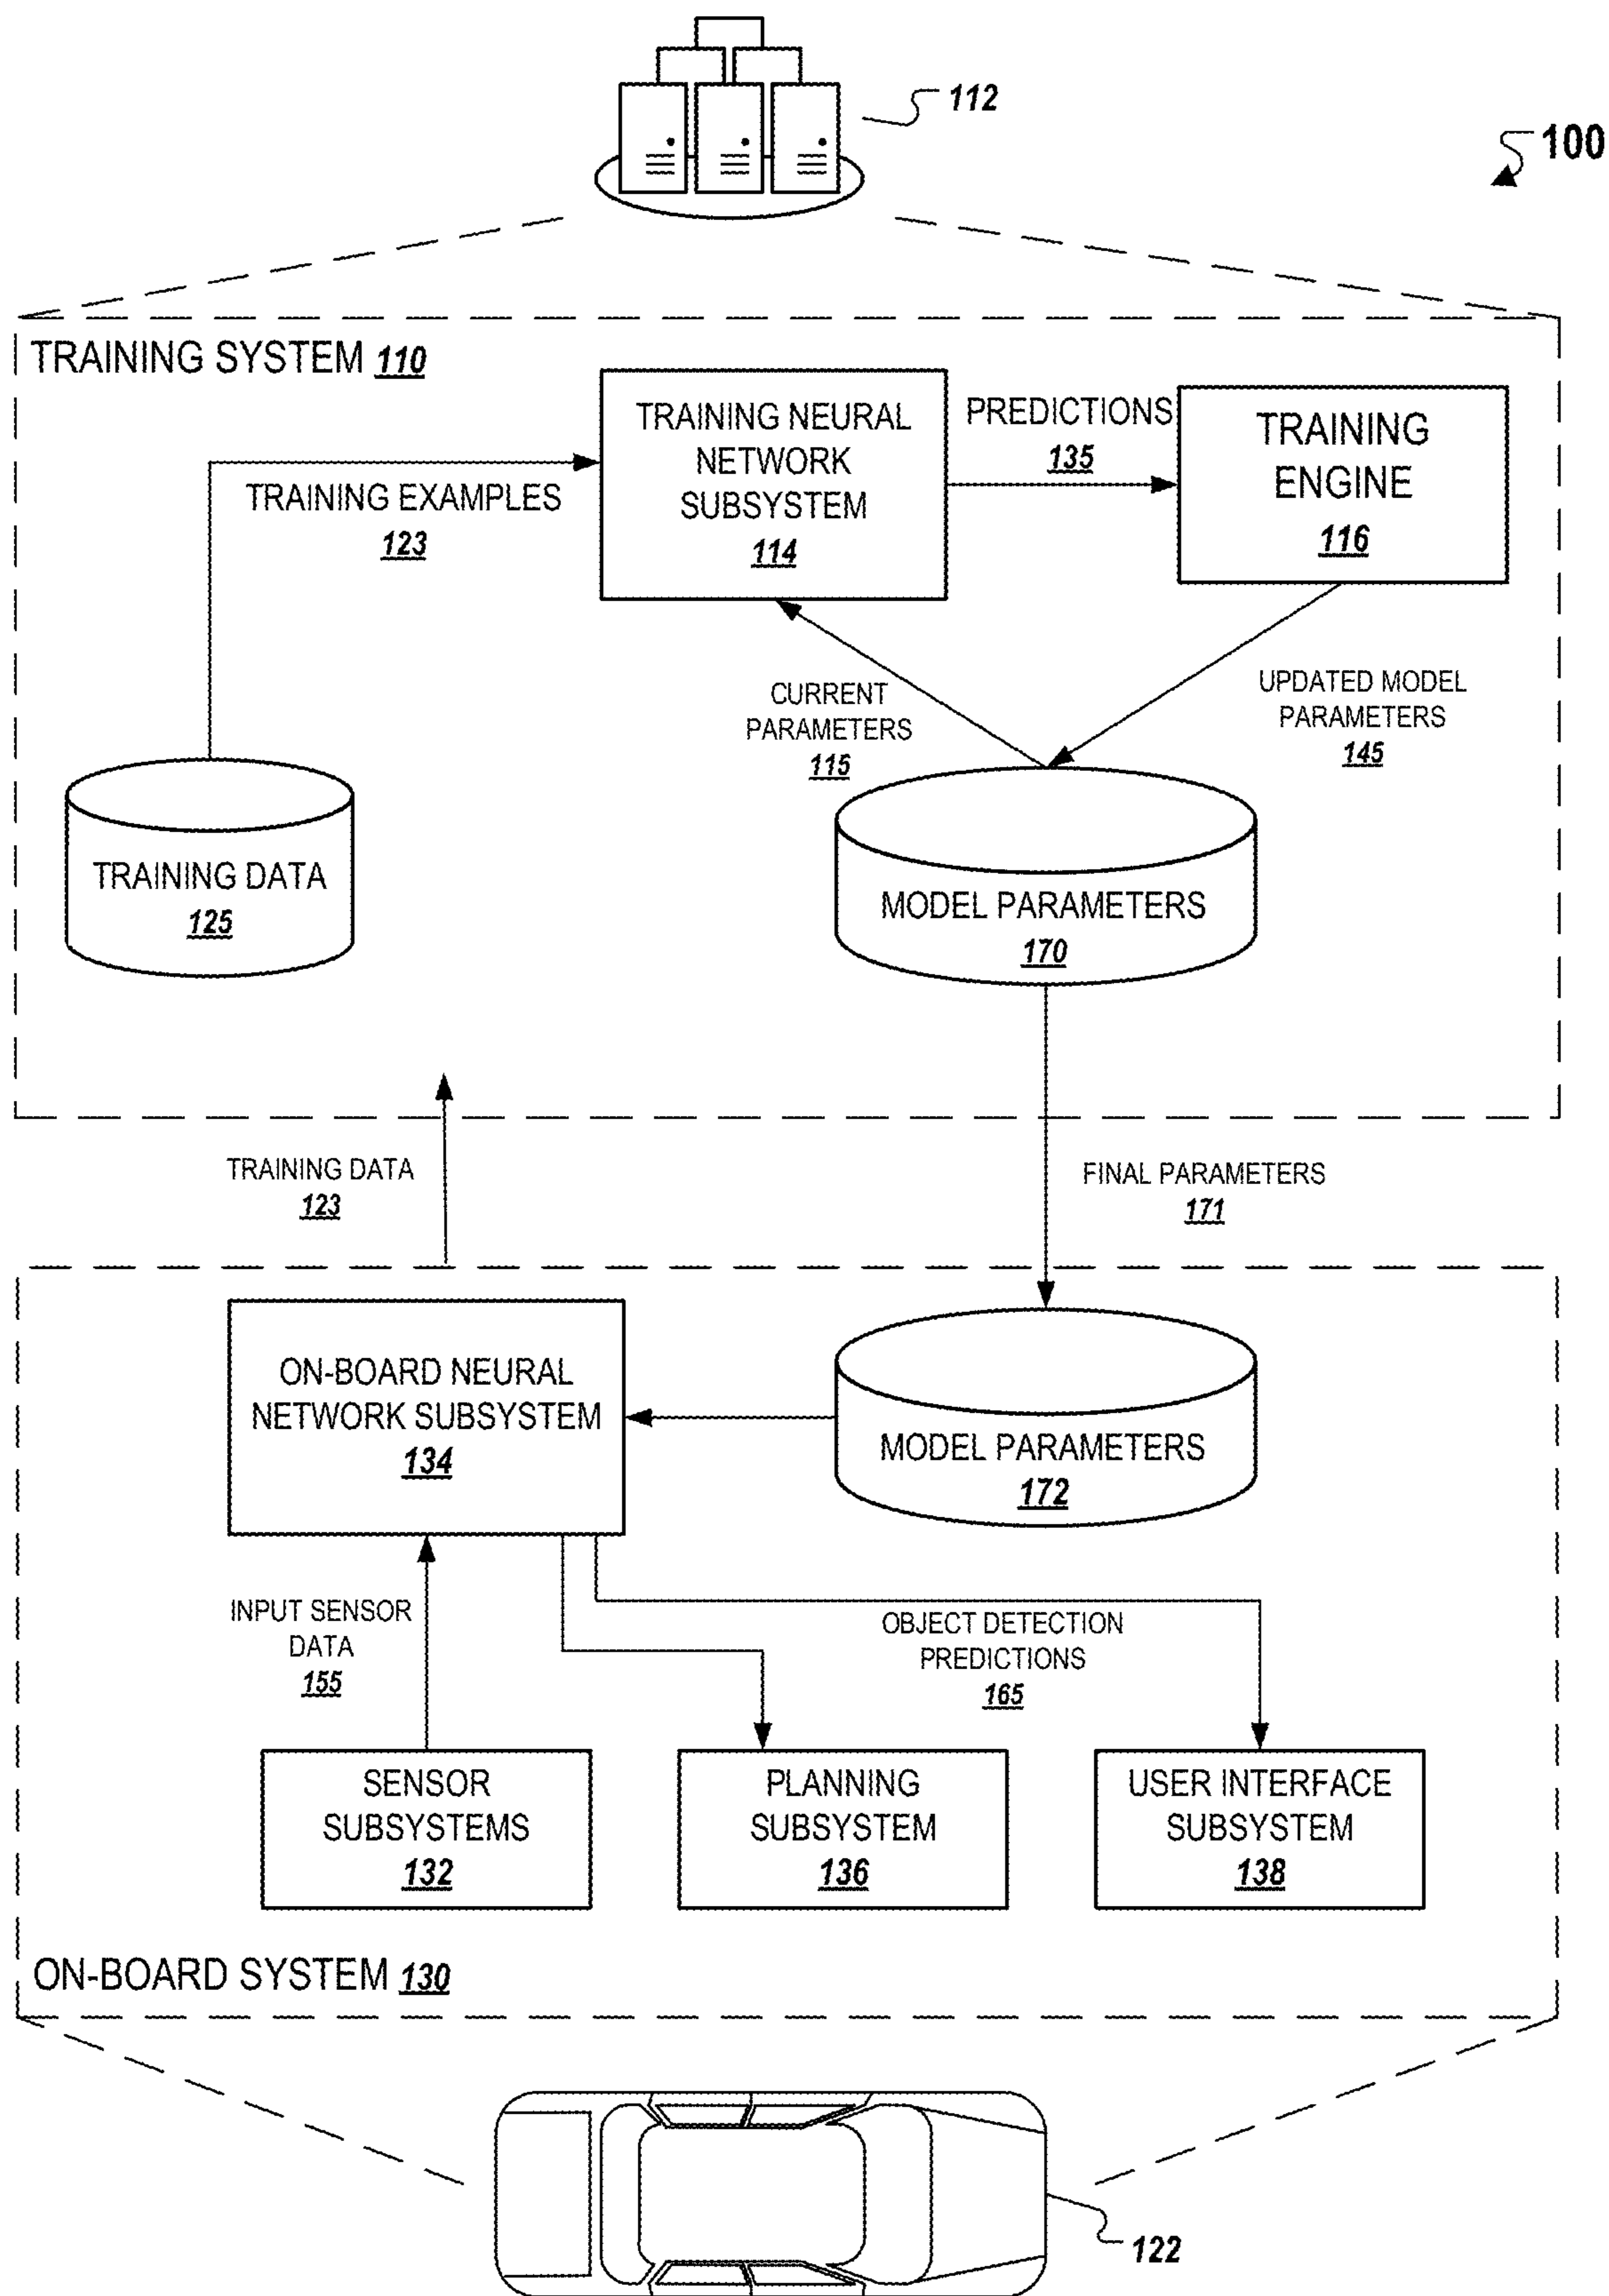 112
100
TRAINING SYSTEM 110
TRAINING NEURAL
NETWORK
SUBSYSTEM
114
PREDICTIONS
135
TRAINING
ENGINE
116
TRAINING EXAMPLES
123
CURRENT
PARAMETERS
115
UPDATED MODEL
PARAMETERS
145
TRAINING DATA
125
MODEL PARAMETERS
170
TRAINING DATA
123
FINAL PARAMETERS
171
ON-BOARD NEURAL
NETWORK SUBSYSTEM
134
MODEL PARAMETERS
172
INPUT SENSOR
DATA
155
OBJECT DETECTION
PREDICTIONS
165
SENSOR
SUBSYSTEMS
132
PLANNING
SUBSYSTEM
136
USER INTERFACE
SUBSYSTEM
138
ON-BOARD SYSTEM 130
122